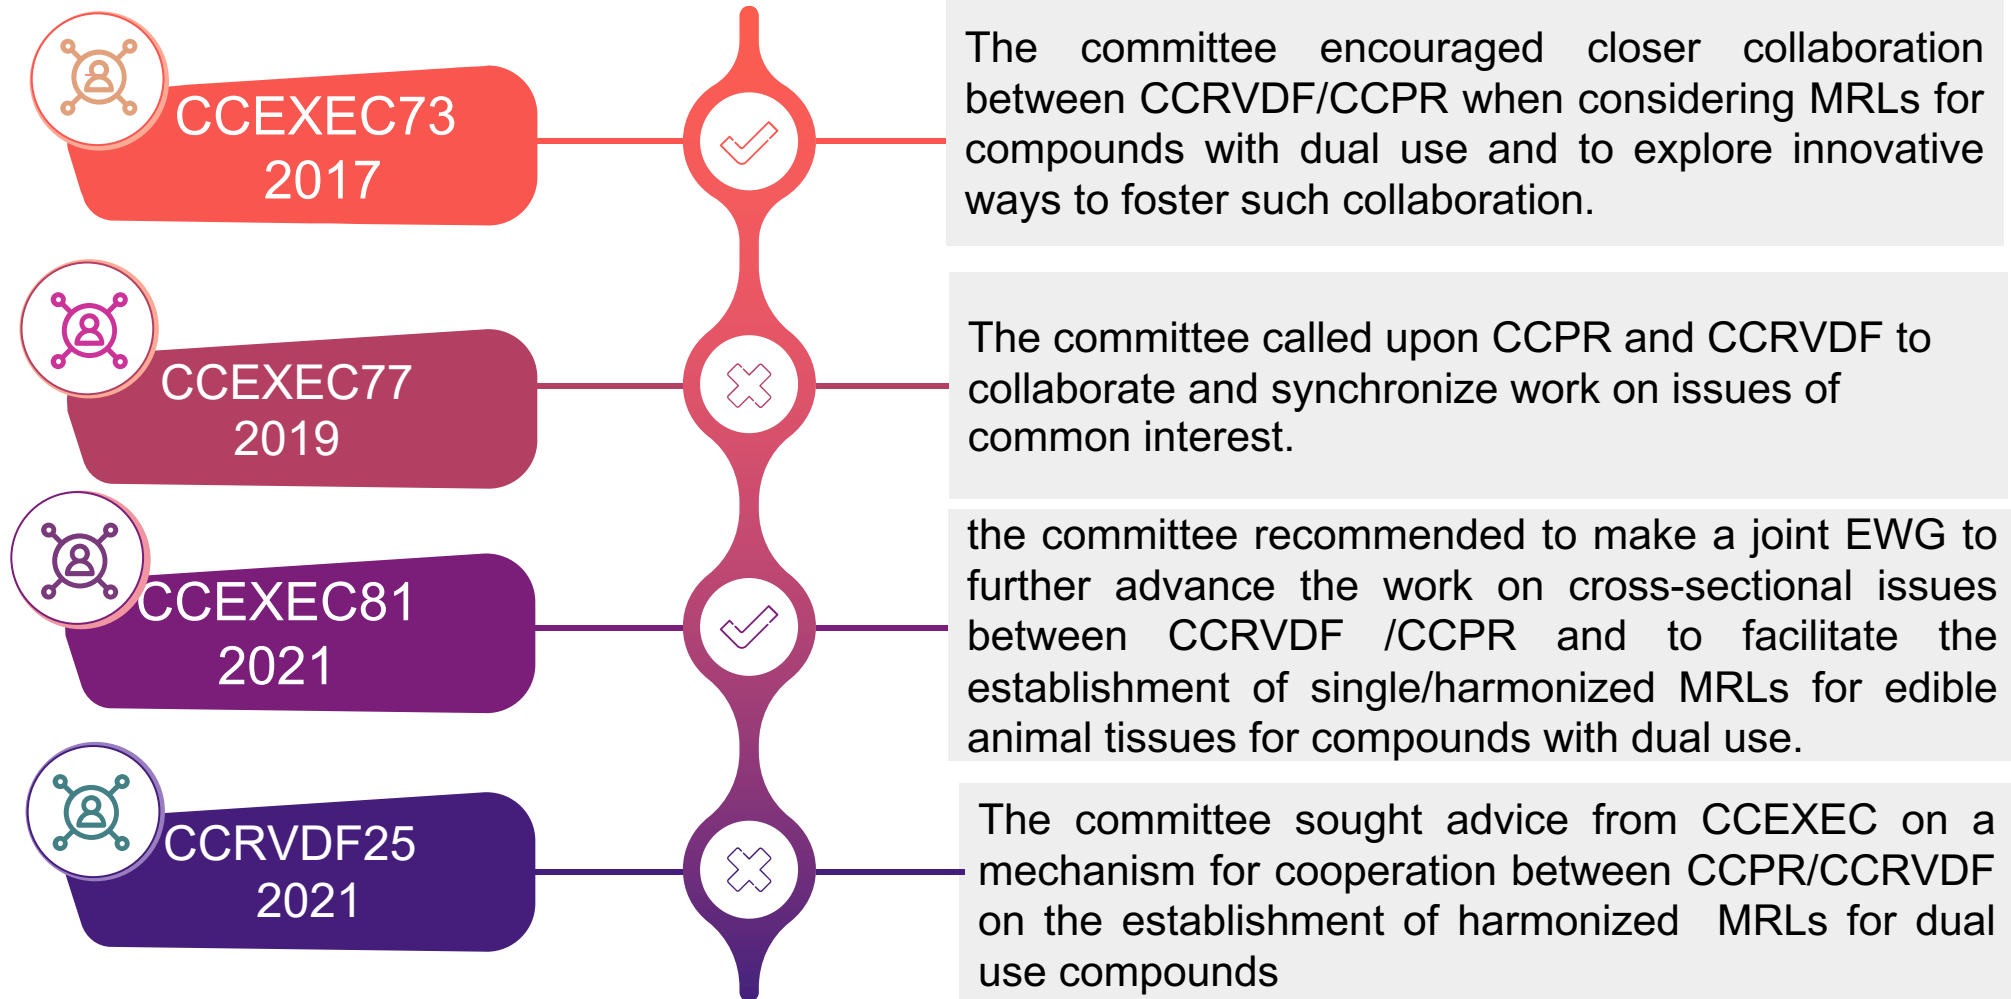 CCEXEC73
2017
The committee encouraged closer collaboration
between CCRVDF/CCPR when considering MRLs for
compounds with dual use and to explore innovative
ways to foster such collaboration.
CCEXEC77
2019
The committee called upon CCPR and CCRVDF to
collaborate and synchronize work on issues of
common interest.
CCEXEC81
2021
the committee recommended to make a joint EWG to
further advance the work on cross-sectional issues
between CCRVDF /CCPR and to facilitate the
establishment of single/harmonized MRLs for edible
animal tissues for compounds with dual use.
CCRVDF25
2021
The committee sought advice from CCEXEC on a
mechanism for cooperation between CCPR/CCRVDF
on the establishment of harmonized MRLs for dual
use compounds